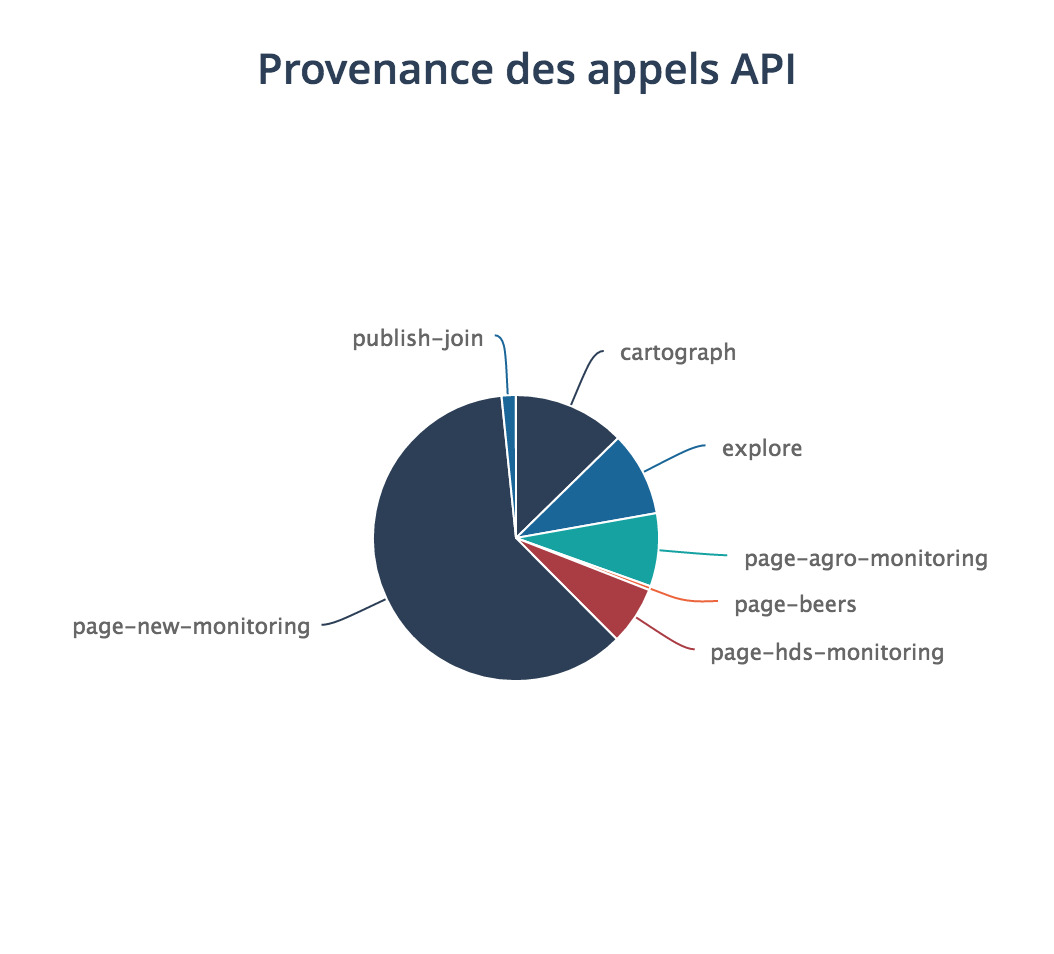 Provenance des appels API
publish-join
cartograph
explore
page-agro-monitoring
page-beers
page-new-monitoring
page-hds-monitoring